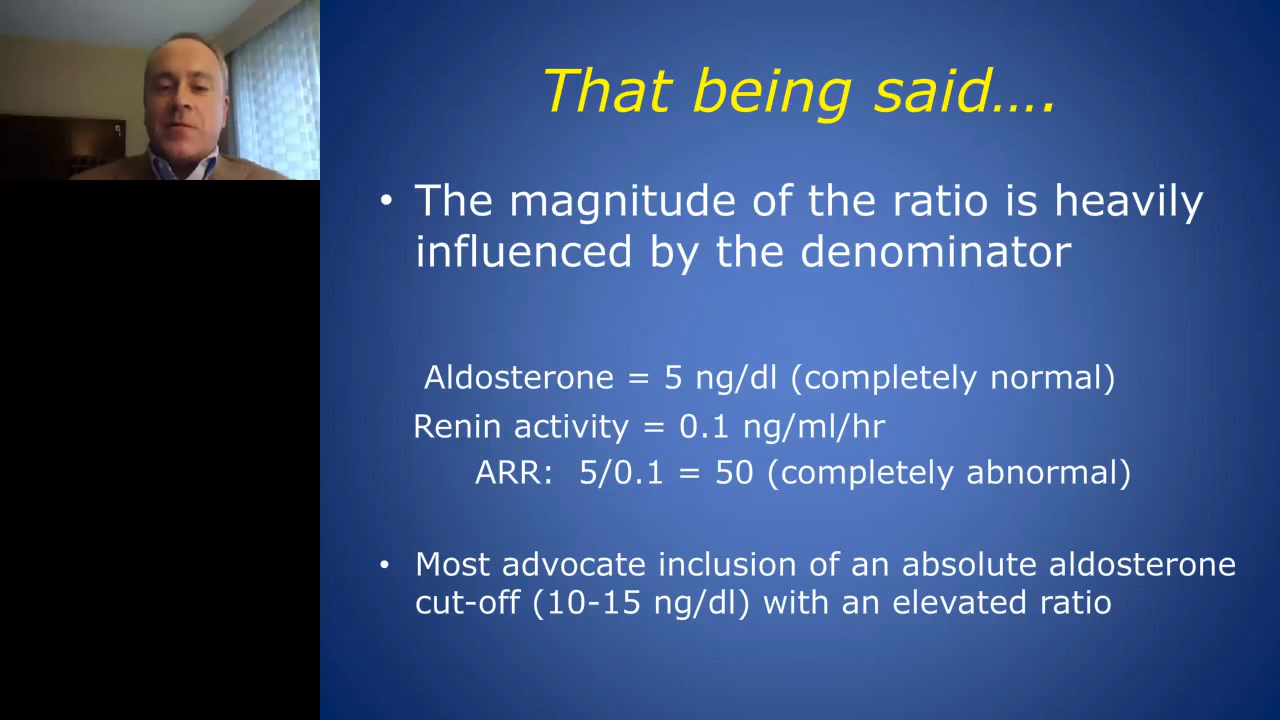 That being said….
• The magnitude of the ratio is heavily
influenced by the denominator
Aldosterone = 5 ng/dl (completely normal)
Renin activity = 0.1 ng/ml/hr
ARR: 5/0.1 = 50 (completely abnormal)
• Most advocate inclusion of an absolute aldosterone
cut-off (10-15 ng/dl) with an elevated ratio